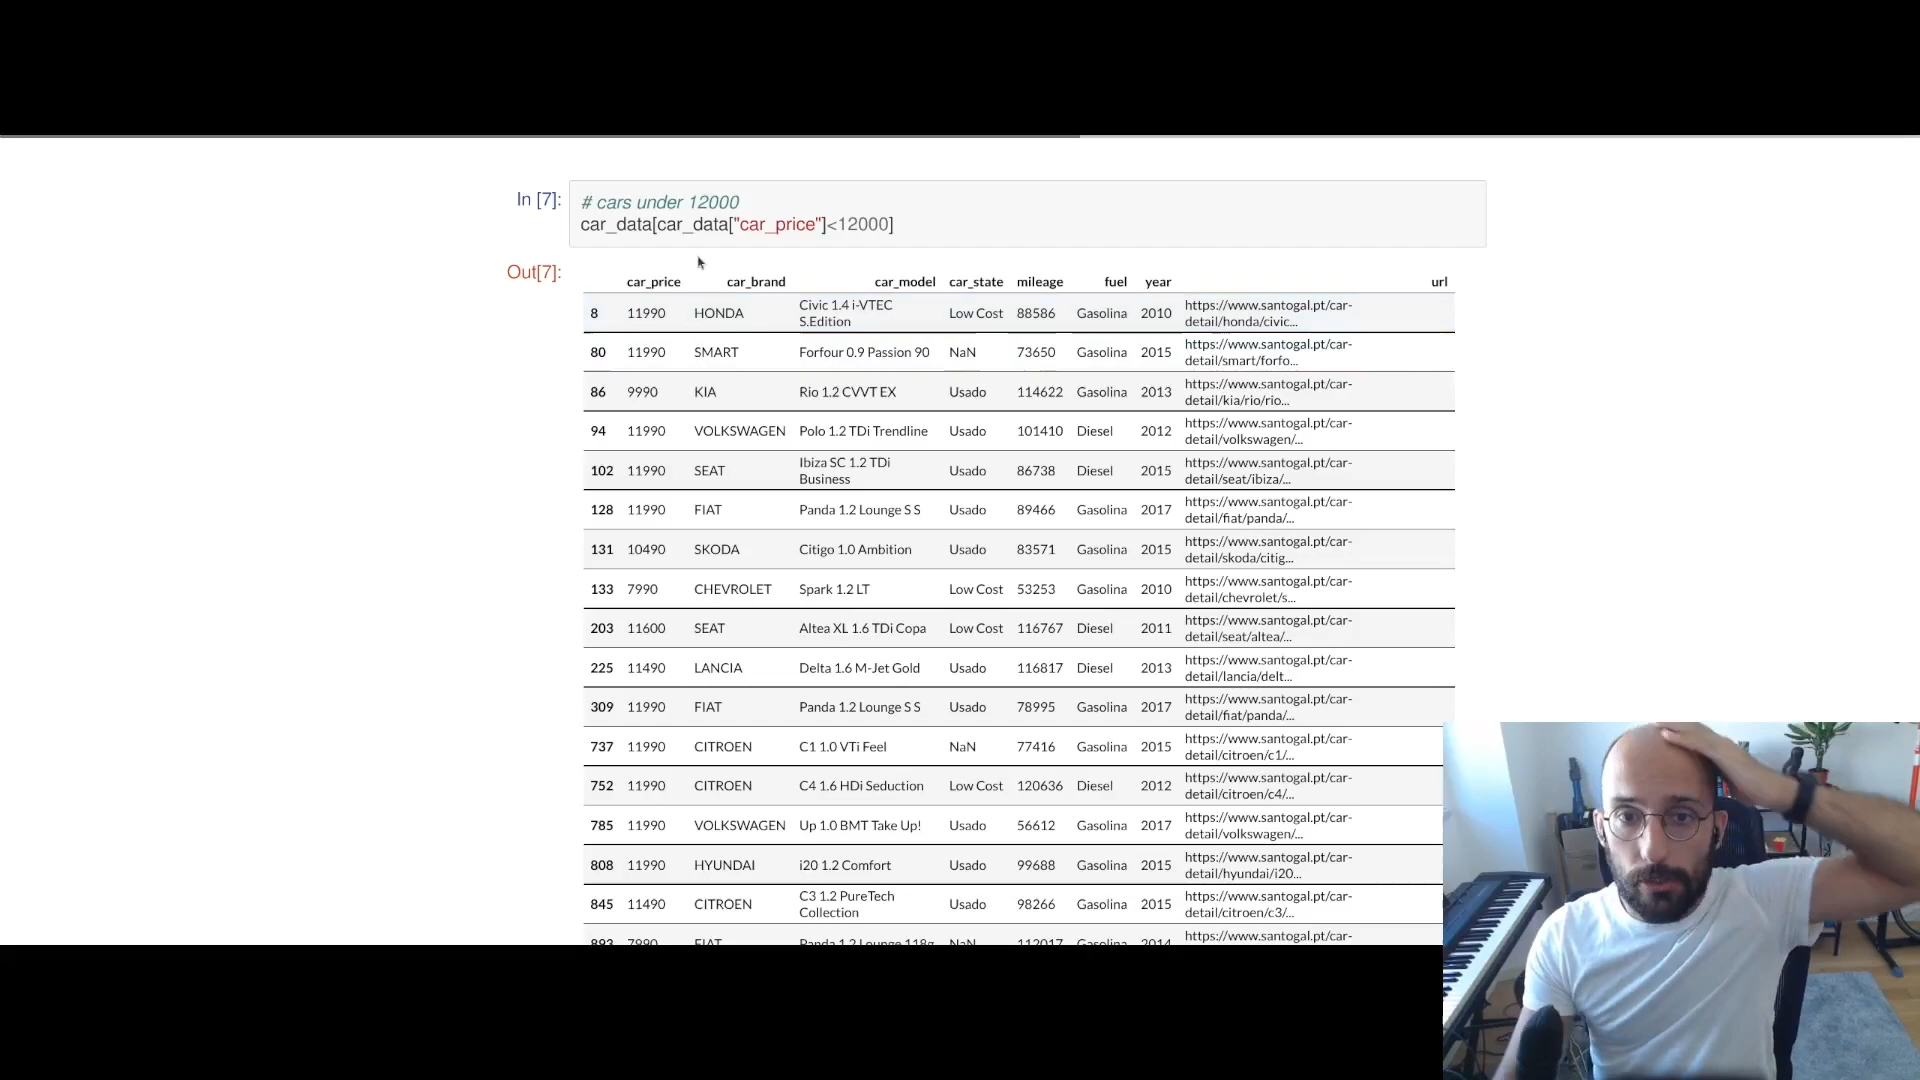 In [7]:
# cars under 12000
car_data[car_data["car_price"]<12000]
Out[7]:
car_price car_brand car_model car_state mileage fuel year url
8 11990 HONDA Civic 1.4 i-VTEC S.Edition Low Cost 88586 Gasolina 2010 https://www.santogal.pt/car-detail/honda/civic...
80 11990 SMART Forfour 0.9 Passion 90 NaN 73650 Gasolina 2015 https://www.santogal.pt/car-detail/smart/forfo...
86 9990 KIA Rio 1.2 CVVT EX Usado 114622 Gasolina 2013 https://www.santogal.pt/car-detail/kia/rio/rio...
94 11990 VOLKSWAGEN Polo 1.2 TDi Trendline Usado 101410 Diesel 2012 https://www.santogal.pt/car-detail/volkswagen/...
102 11990 SEAT Ibiza SC 1.2 TDi Business Usado 86738 Diesel 2015 https://www.santogal.pt/car-detail/seat/ibiza/...
128 11990 FIAT Panda 1.2 Lounge S S Usado 89466 Gasolina 2017 https://www.santogal.pt/car-detail/fiat/panda/...
131 10490 SKODA Citigo 1.0 Ambition Usado 83571 Gasolina 2015 https://www.santogal.pt/car-detail/skoda/citig...
133 7990 CHEVROLET Spark 1.2 LT Low Cost 53253 Gasolina 2010 https://www.santogal.pt/car-detail/chevrolet/s...
203 11600 SEAT Altea XL 1.6 TDi Copa Low Cost 116767 Diesel 2011 https://www.santogal.pt/car-detail/seat/altea/...
225 11490 LANCIA Delta 1.6 M-Jet Gold Usado 116817 Diesel 2013 https://www.santogal.pt/car-detail/lancia/delt...
309 11990 FIAT Panda 1.2 Lounge S S Usado 78995 Gasolina 2017 https://www.santogal.pt/car-detail/fiat/panda/...
737 11990 CITROEN C1 1.0 VTi Feel NaN 77416 Gasolina 2015 https://www.santogal.pt/car-detail/citroen/c1/...
752 11990 CITROEN C4 1.6 HDi Seduction Low Cost 120636 Diesel 2012 https://www.santogal.pt/car-detail/citroen/c4/...
785 11990 VOLKSWAGEN Up 1.0 BMT Take Up! Usado 56612 Gasolina 2017 https://www.santogal.pt/car-detail/volkswagen/...
808 11990 HYUNDAI i20 1.2 Comfort Usado 99688 Gasolina 2015 https://www.santogal.pt/car-detail/hyundai/i20...
845 11490 CITROEN C3 1.2 PureTech Collection Usado 98266 Gasolina 2015 https://www.santogal.pt/car-detail/citroen/c3/...
893 7990 FIAT Panda 1.2 Lounge 118g NaN 112017 Gasolina 2014 https://www.santogal.pt/car-